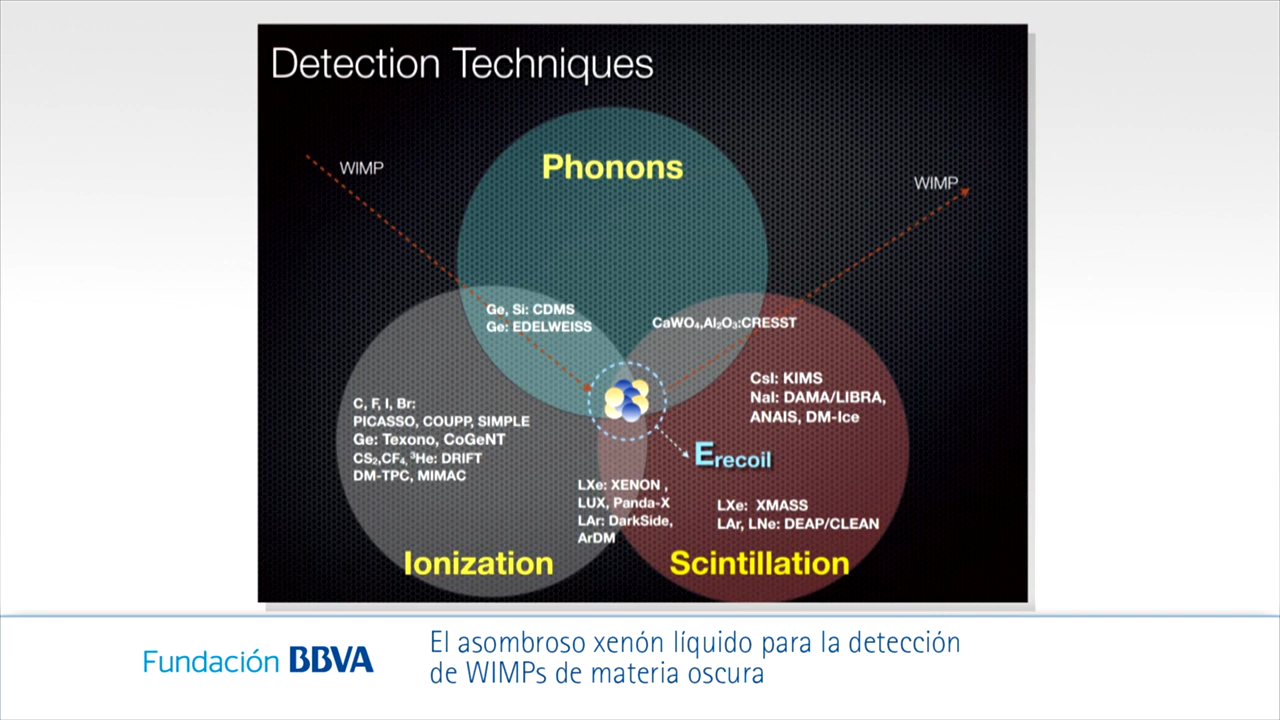 Detection Techniques
WIMP
Phonons
WIMP
Ge, Si: CDMS
Ge: EDELWEISS
CaWO₄,Al₂O₃:CRESST
C, F, I, Br:
PICASSO, COUPP, SIMPLE
Ge: Texono, CoGeNT
CS₂,CF₄, ³He: DRIFT
DM-TPC, MIMAC
CsI: KIMS
NaI: DAMA/LIBRA,
ANAIS, DM-Ice
Erecoil
LXe: XENON ,
LUX, Panda-X
LAr: DarkSide,
ArDM
LXe: XMASS
LAr, LNe: DEAP/CLEAN
Ionization
Scintillation
Fundación BBVA
El asombroso xenón líquido para la detección
de WIMPs de materia oscura